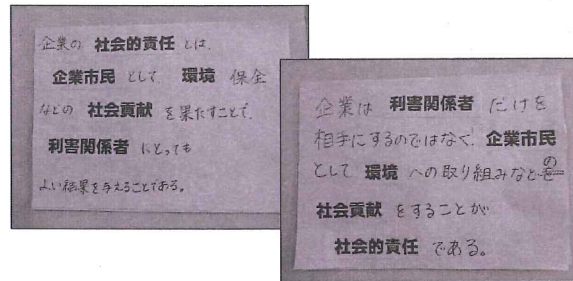 企業の 社会的責任 とは、
企業市民 として 環境 保全
などの 社会貢献 を果たすことで、
利害関係者 にとっても
よい結果を与えることである。
企業は 利害関係者 だけを
相手にするのではなく、企業市民
として 環境 への取り組みなどの
社会貢献 をすることが
社会的責任 である。